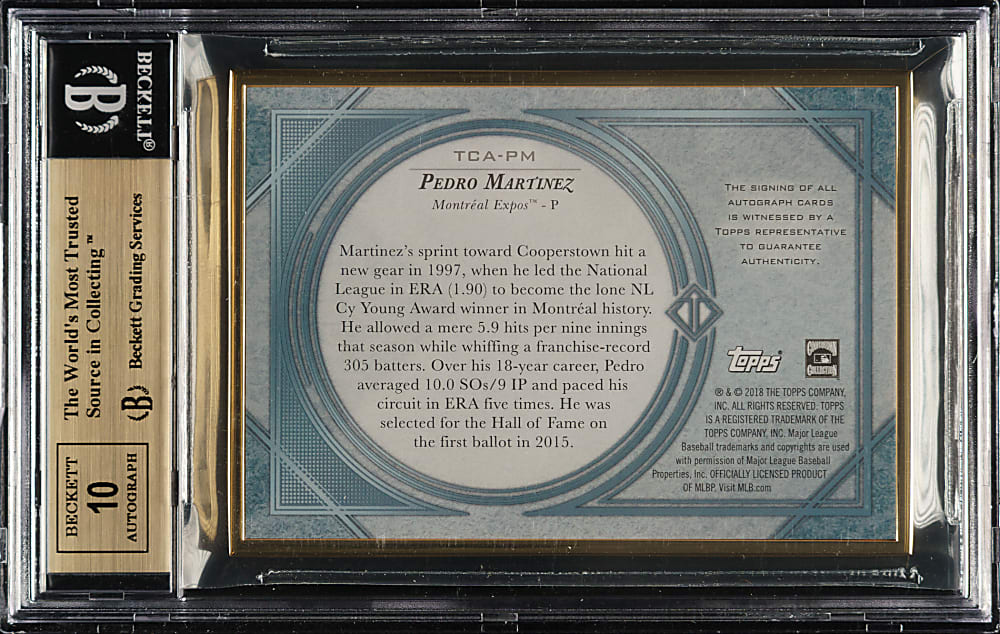 BECKETT®
B
The World's Most Trusted
Source in Collecting™
B Beckett Grading Services
BECKETT
10
AUTOGRAPH
TCA-PM
PEDRO MARTINEZ
Montréal Expos™ - P
Martinez's sprint toward Cooperstown hit a
new gear in 1997, when he led the National
League in ERA (1.90) to become the lone NL
Cy Young Award winner in Montréal history.
He allowed a mere 5.9 hits per nine innings
that season while whiffing a franchise-record
305 batters. Over his 18-year career, Pedro
averaged 10.0 SOs/9 IP and paced his
circuit in ERA five times. He was
selected for the Hall of Fame on
the first ballot in 2015.
THE SIGNING OF ALL
AUTOGRAPH CARDS
IS WITNESSED BY A
TOPPS REPRESENTATIVE
TO GUARANTEE
AUTHENTICITY.
Topps
COOPERSTOWN
COLLECTION
® & © 2018 THE TOPPS COMPANY,
INC. ALL RIGHTS RESERVED. TOPPS
IS A REGISTERED TRADEMARK OF THE
TOPPS COMPANY, INC. Major League
Baseball trademarks and copyrights are used
with permission of Major League Baseball
Properties, Inc. OFFICIALLY LICENSED PRODUCT
OF MLBP. Visit MLB.com